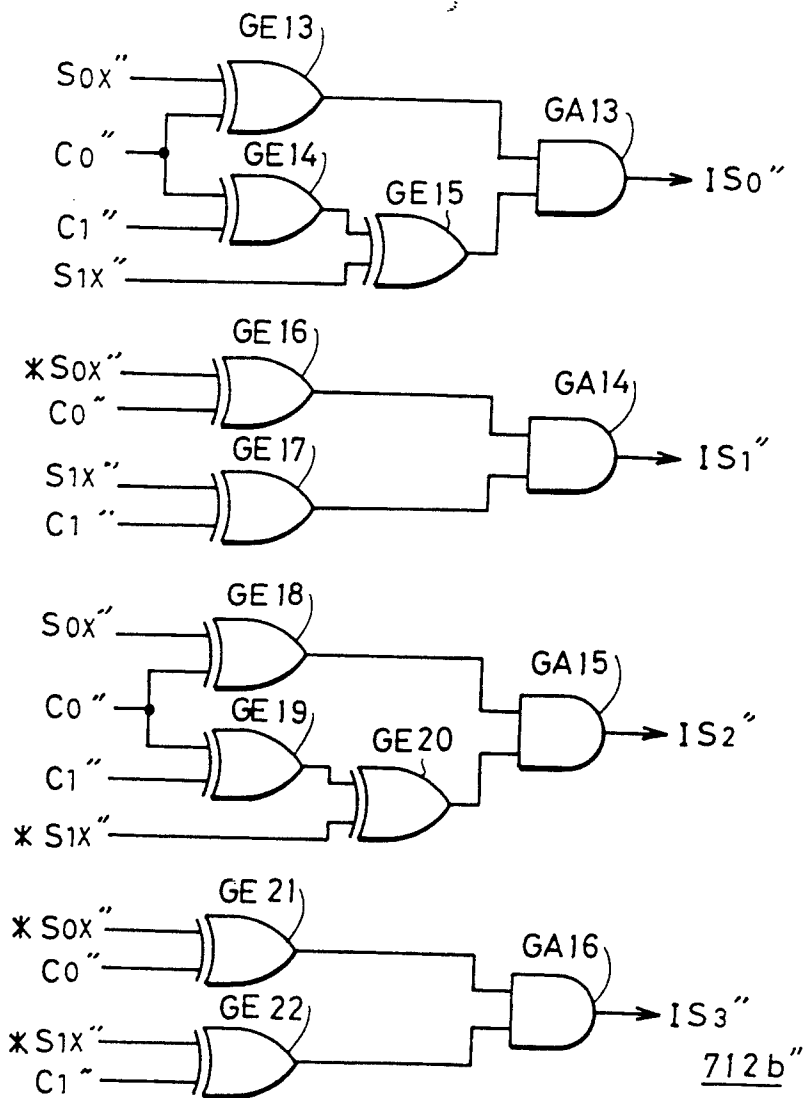 GE13
S0X″
GA13
C0″
GE14
IS0″
GE15
C1″
S1X″
GE16
*S0X″
GA14
C0″
GE17
IS1″
S1X″
C1″
GE18
S0X″
GA15
C0″
GE19
IS2″
GE20
C1″
*S1X″
GE21
*S0X″
GA16
C0″
GE22
IS3″
*S1X″
C1″
712b″